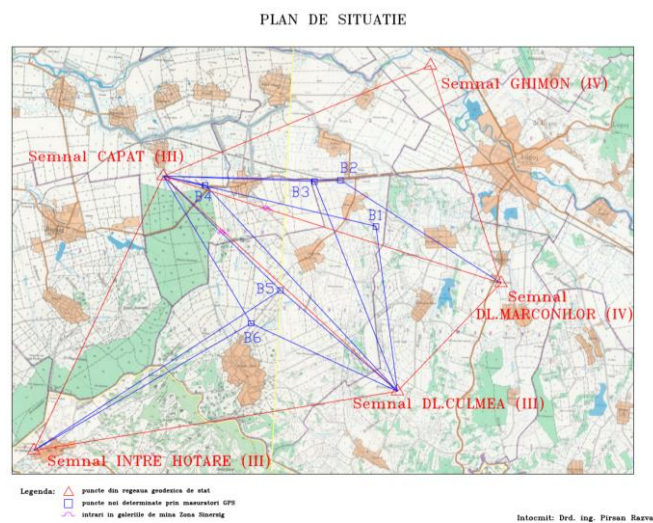 PLAN DE SITUATIE
Semnal GHIMON (IV)
Semnal CAPAT (III)
B2
B3
B4
B1
B5
Semnal
DL.MARCONILOR (IV)
B6
Semnal DL.CULMEA (III)
Semnal INTRE HOTARE (III)
Legenda:
puncte din regeaua geodezica de stat
puncte noi determinate prin masuratori GPS
intrari in galeriile de mina Zona Sinersig
Intocmit: Drd. ing. Pirsan Razva